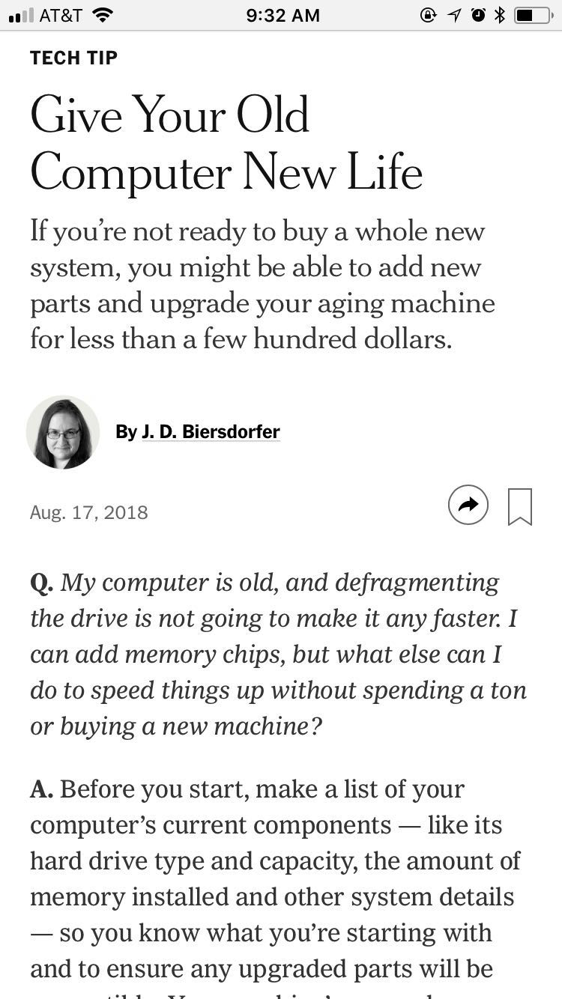 AT&T 9:32 AM
TECH TIP
Give Your Old
Computer New Life
If you’re not ready to buy a whole new
system, you might be able to add new
parts and upgrade your aging machine
for less than a few hundred dollars.
By J. D. Biersdorfer
Aug. 17, 2018
Q. My computer is old, and defragmenting
the drive is not going to make it any faster. I
can add memory chips, but what else can I
do to speed things up without spending a ton
or buying a new machine?
A. Before you start, make a list of your
computer’s current components — like its
hard drive type and capacity, the amount of
memory installed and other system details
— so you know what you’re starting with
and to ensure any upgraded parts will be